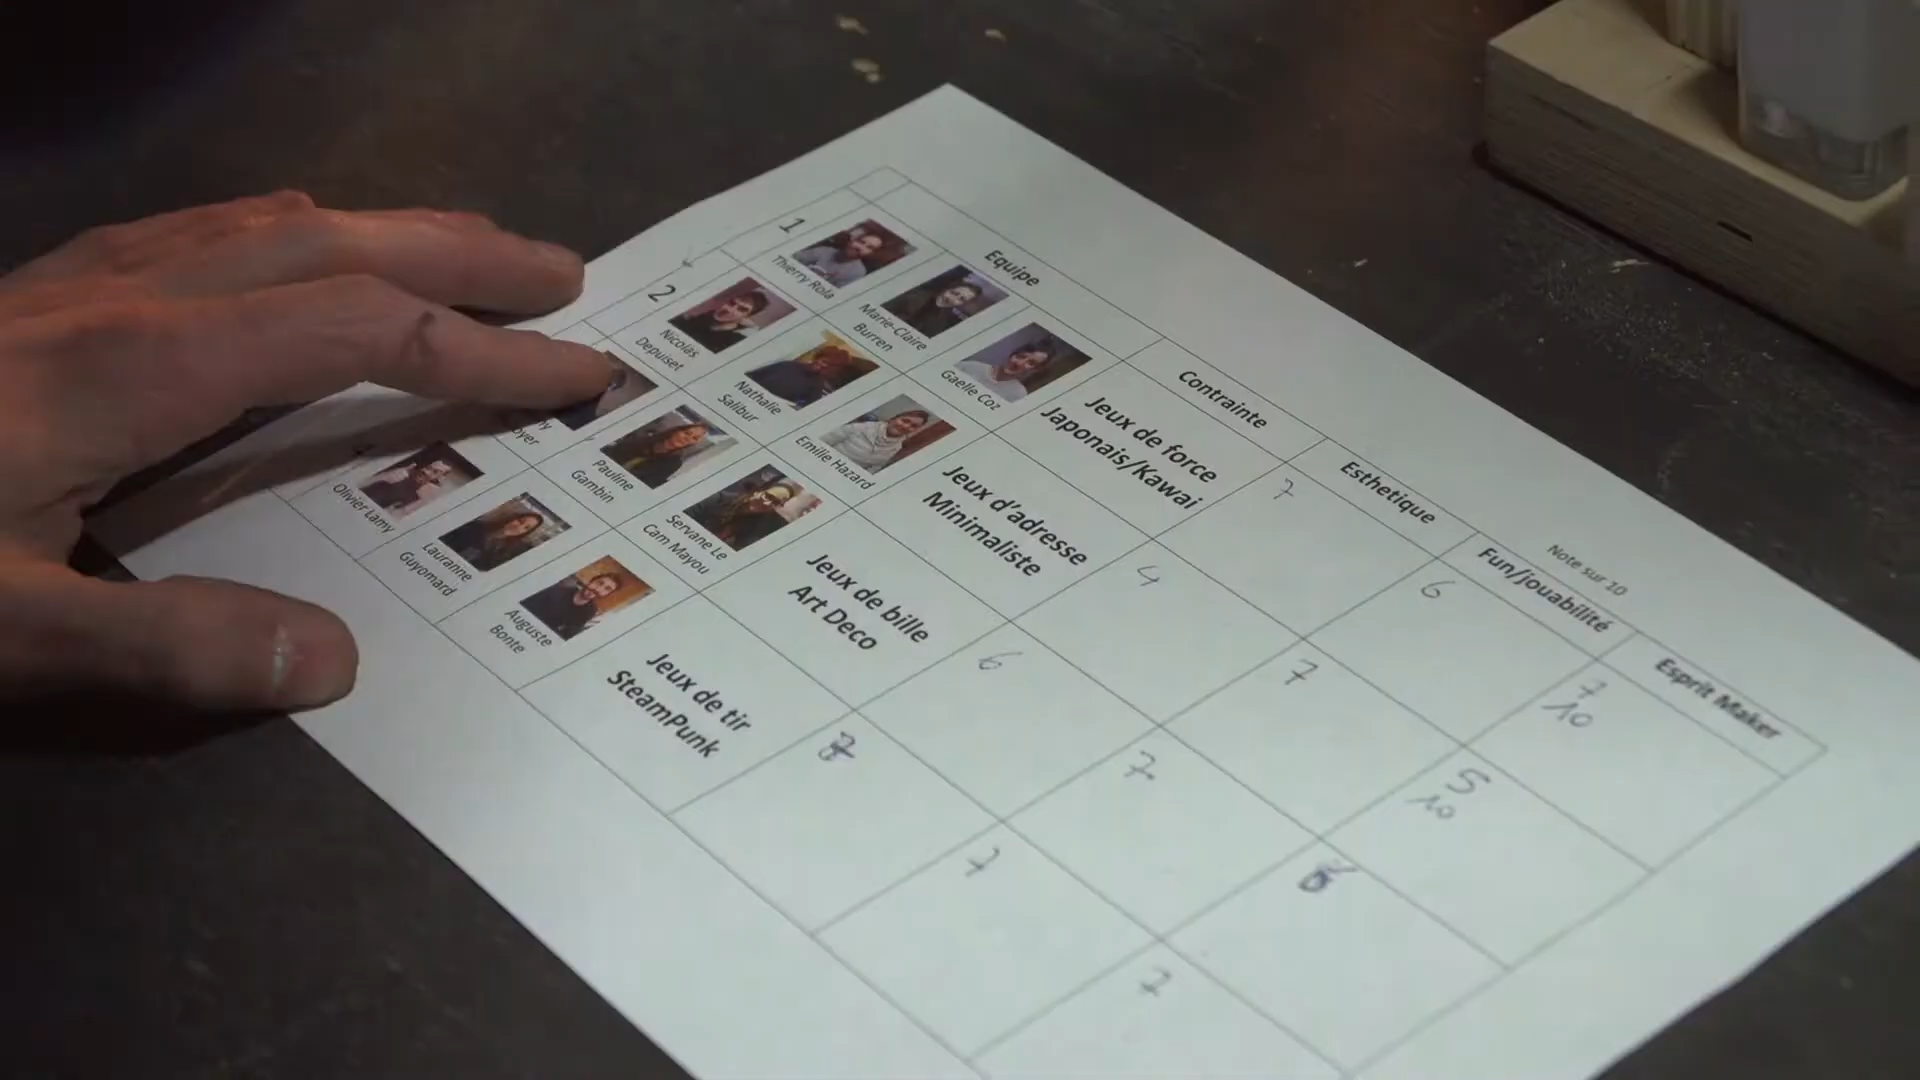 Note sur 10
Equipe
Contrainte
Esthetique
Fun/jouabilité
Esprit Maker
1
Thierry Rola
Marie-Claire
Burren
Gaelle Coz
Jeux de force
Japonais/Kawai
7
6
7
10
2
Nicolas
Depuiset
Nathalie
Salibur
Emilie Hazard
Jeux d'adresse
Minimaliste
4
7
5
10
Pauline
Gambin
Servane Le
Cam Mayou
Jeux de bille
Art Deco
6
7
Olivier Lamy
Lauranne
Guyomard
Auguste
Bonte
Jeux de tir
SteamPunk
7
7